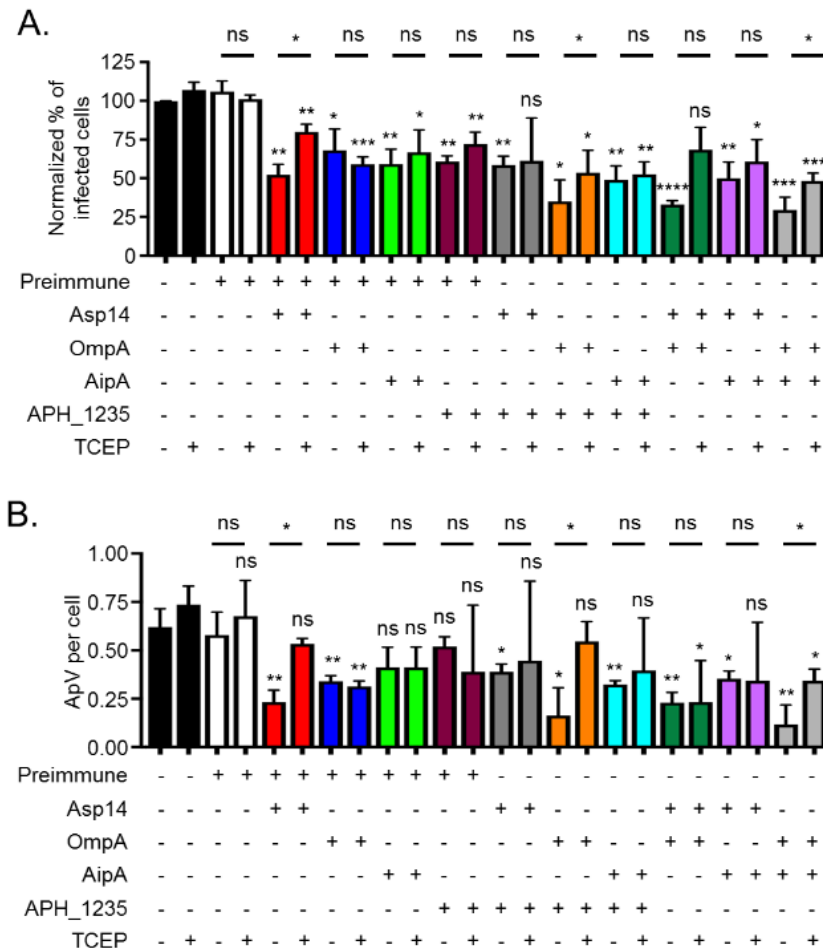 A.
ns * ns ns ns ns * ns ns ns *
Normalized % of
infected cells
125
100
75
50
25
0
** ** * *** ** * ** ** ** ns * * ** ** **** ns ** * *** ***
Preimmune - - + + + + + + + + + + - - - - - - - - - - - -
Asp14 - - - - + + - - - - - - + + - - - - + + + + - -
OmpA - - - - - - + + - - - - - - + + - - + + - - + +
AipA - - - - - - - - + + - - - - - - + + - - + + + +
APH_1235 - - - - - - - - - - + + + + + + + + - - - - - -
TCEP - + - + - + - + - + - + - + - + - + - + - + - +
B.
ns * ns ns ns ns * ns ns ns *
ApV per cell
1.00
0.75
0.50
0.25
0.00
ns ** ns ** ** ns ns ns ns * ns * ns ** ns ** * * ns ** *
Preimmune - - + + + + + + + + + + - - - - - - - - - - - -
Asp14 - - - - + + - - - - - - + + - - - - + + + + - -
OmpA - - - - - - + + - - - - - - + + - - + + - - + +
AipA - - - - - - - - + + - - - - - - + + - - + + + +
APH_1235 - - - - - - - - - - + + + + + + + + - - - - - -
TCEP - + - + - + - + - + - + - + - + - + - + - + - +